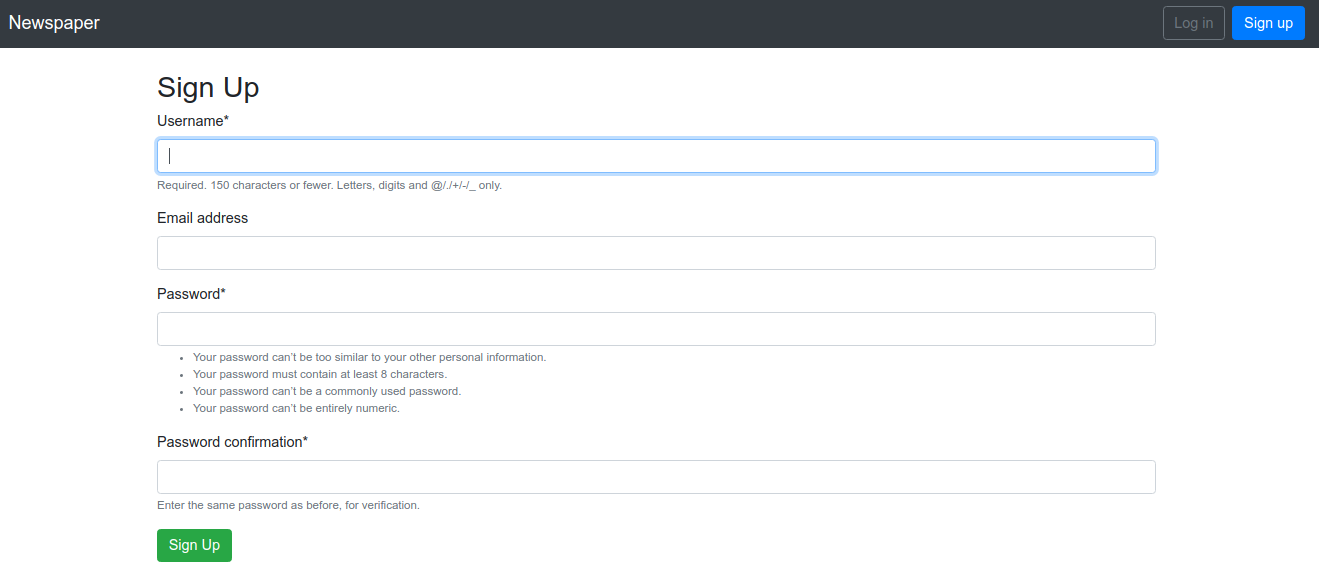 Newspaper
Log in
Sign up
Sign Up
Username*
Required. 150 characters or fewer. Letters, digits and @/./+/-/_ only.
Email address
Password*
Your password can't be too similar to your other personal information.
Your password must contain at least 8 characters.
Your password can't be a commonly used password.
Your password can't be entirely numeric.
Password confirmation*
Enter the same password as before, for verification.
Sign Up